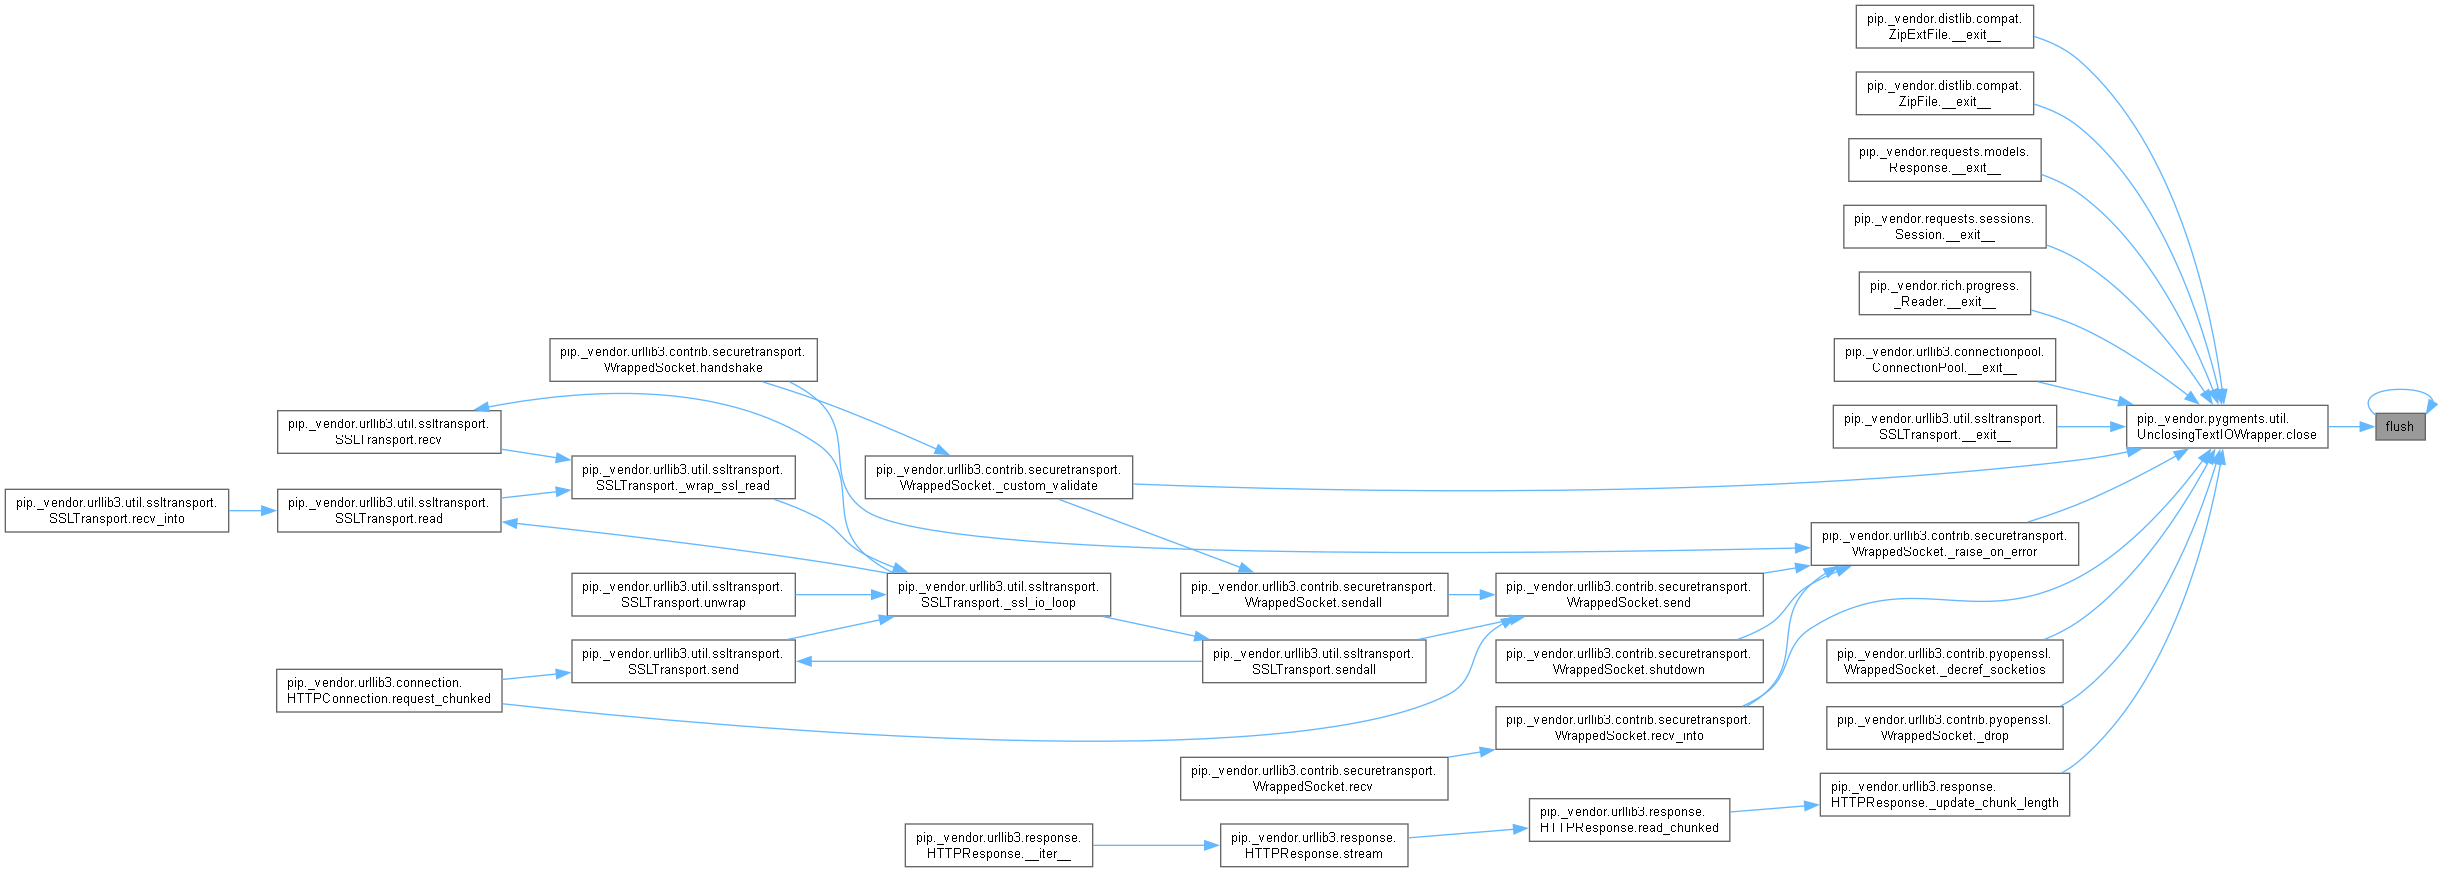 pip._vendor.distlib.compat.
ZipExtFile.__exit__
pip._vendor.distlib.compat.
ZipFile.__exit__
pip._vendor.requests.models.
Response.__exit__
pip._vendor.requests.sessions.
Session.__exit__
pip._vendor.rich.progress.
_Reader.__exit__
pip._vendor.urllib3.connectionpool.
ConnectionPool.__exit__
pip._vendor.urllib3.util.ssltransport.
SSLTransport.__exit__
pip._vendor.pygments.util.
UnclosingTextIOWrapper.close
flush
pip._vendor.urllib3.contrib.securetransport.
WrappedSocket.handshake
pip._vendor.urllib3.util.ssltransport.
SSLTransport.recv
pip._vendor.urllib3.util.ssltransport.
SSLTransport._wrap_ssl_read
pip._vendor.urllib3.contrib.securetransport.
WrappedSocket._custom_validate
pip._vendor.urllib3.util.ssltransport.
SSLTransport.recv_into
pip._vendor.urllib3.util.ssltransport.
SSLTransport.read
pip._vendor.urllib3.contrib.securetransport.
WrappedSocket._raise_on_error
pip._vendor.urllib3.util.ssltransport.
SSLTransport.unwrap
pip._vendor.urllib3.util.ssltransport.
SSLTransport._ssl_io_loop
pip._vendor.urllib3.contrib.securetransport.
WrappedSocket.sendall
pip._vendor.urllib3.contrib.securetransport.
WrappedSocket.send
pip._vendor.urllib3.connection.
HTTPConnection.request_chunked
pip._vendor.urllib3.util.ssltransport.
SSLTransport.send
pip._vendor.urllib3.util.ssltransport.
SSLTransport.sendall
pip._vendor.urllib3.contrib.securetransport.
WrappedSocket.shutdown
pip._vendor.urllib3.contrib.pyopenssl.
WrappedSocket._decref_socketios
pip._vendor.urllib3.contrib.securetransport.
WrappedSocket.recv_into
pip._vendor.urllib3.contrib.pyopenssl.
WrappedSocket._drop
pip._vendor.urllib3.contrib.securetransport.
WrappedSocket.recv
pip._vendor.urllib3.response.
HTTPResponse._update_chunk_length
pip._vendor.urllib3.response.
HTTPResponse.read_chunked
pip._vendor.urllib3.response.
HTTPResponse.stream
pip._vendor.urllib3.response.
HTTPResponse.__iter__